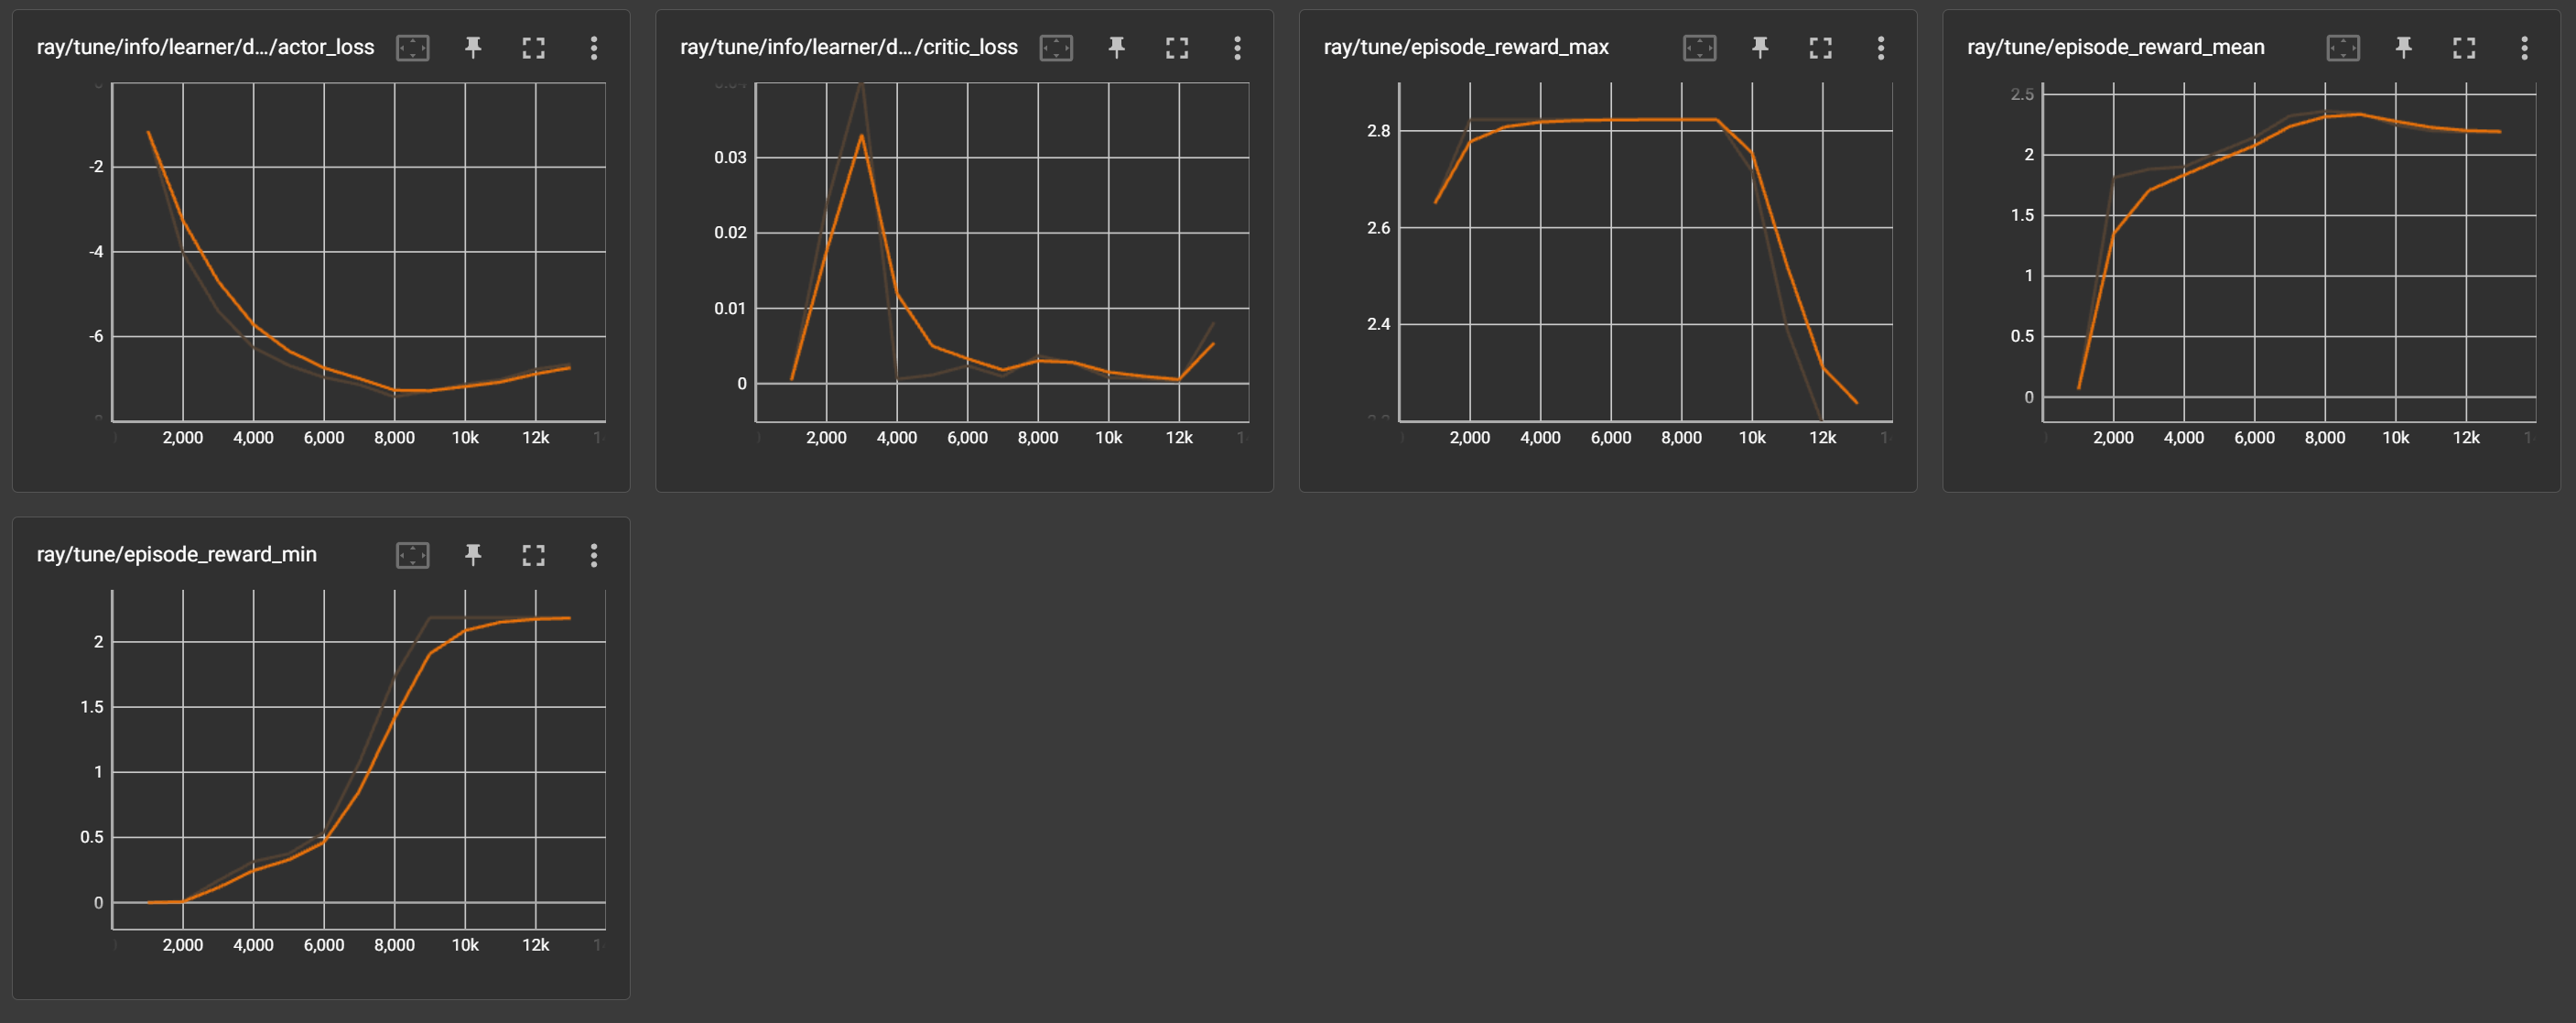 ray/tune/info/learner/d.../actor_loss
-2
-4
-6
2,000 4,000 6,000 8,000 10k 12k
ray/tune/info/learner/d.../critic_loss
0.04
0.03
0.02
0.01
0
2,000 4,000 6,000 8,000 10k 12k
ray/tune/episode_reward_max
2.8
2.6
2.4
2,000 4,000 6,000 8,000 10k 12k
ray/tune/episode_reward_mean
2.5
2
1.5
1
0.5
0
2,000 4,000 6,000 8,000 10k 12k
ray/tune/episode_reward_min
2
1.5
1
0.5
0
2,000 4,000 6,000 8,000 10k 12k